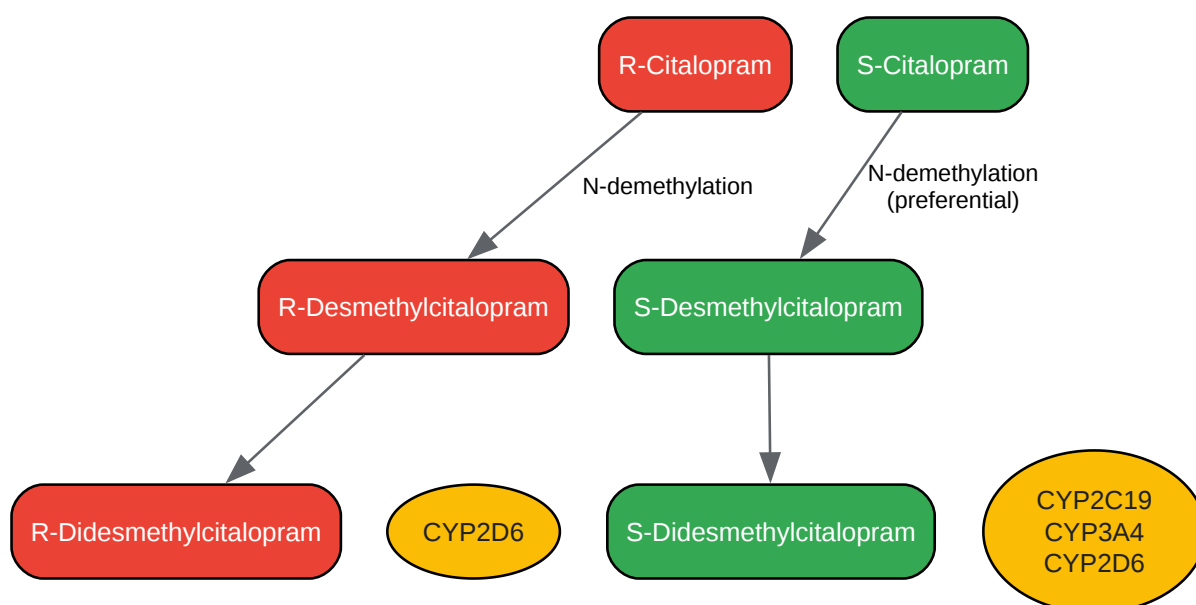 R-Citalopram
S-Citalopram
N-demethylation
N-demethylation
(preferential)
R-Desmethylcitalopram
S-Desmethylcitalopram
R-Didesmethylcitalopram
CYP2D6
S-Didesmethylcitalopram
CYP2C19
CYP3A4
CYP2D6